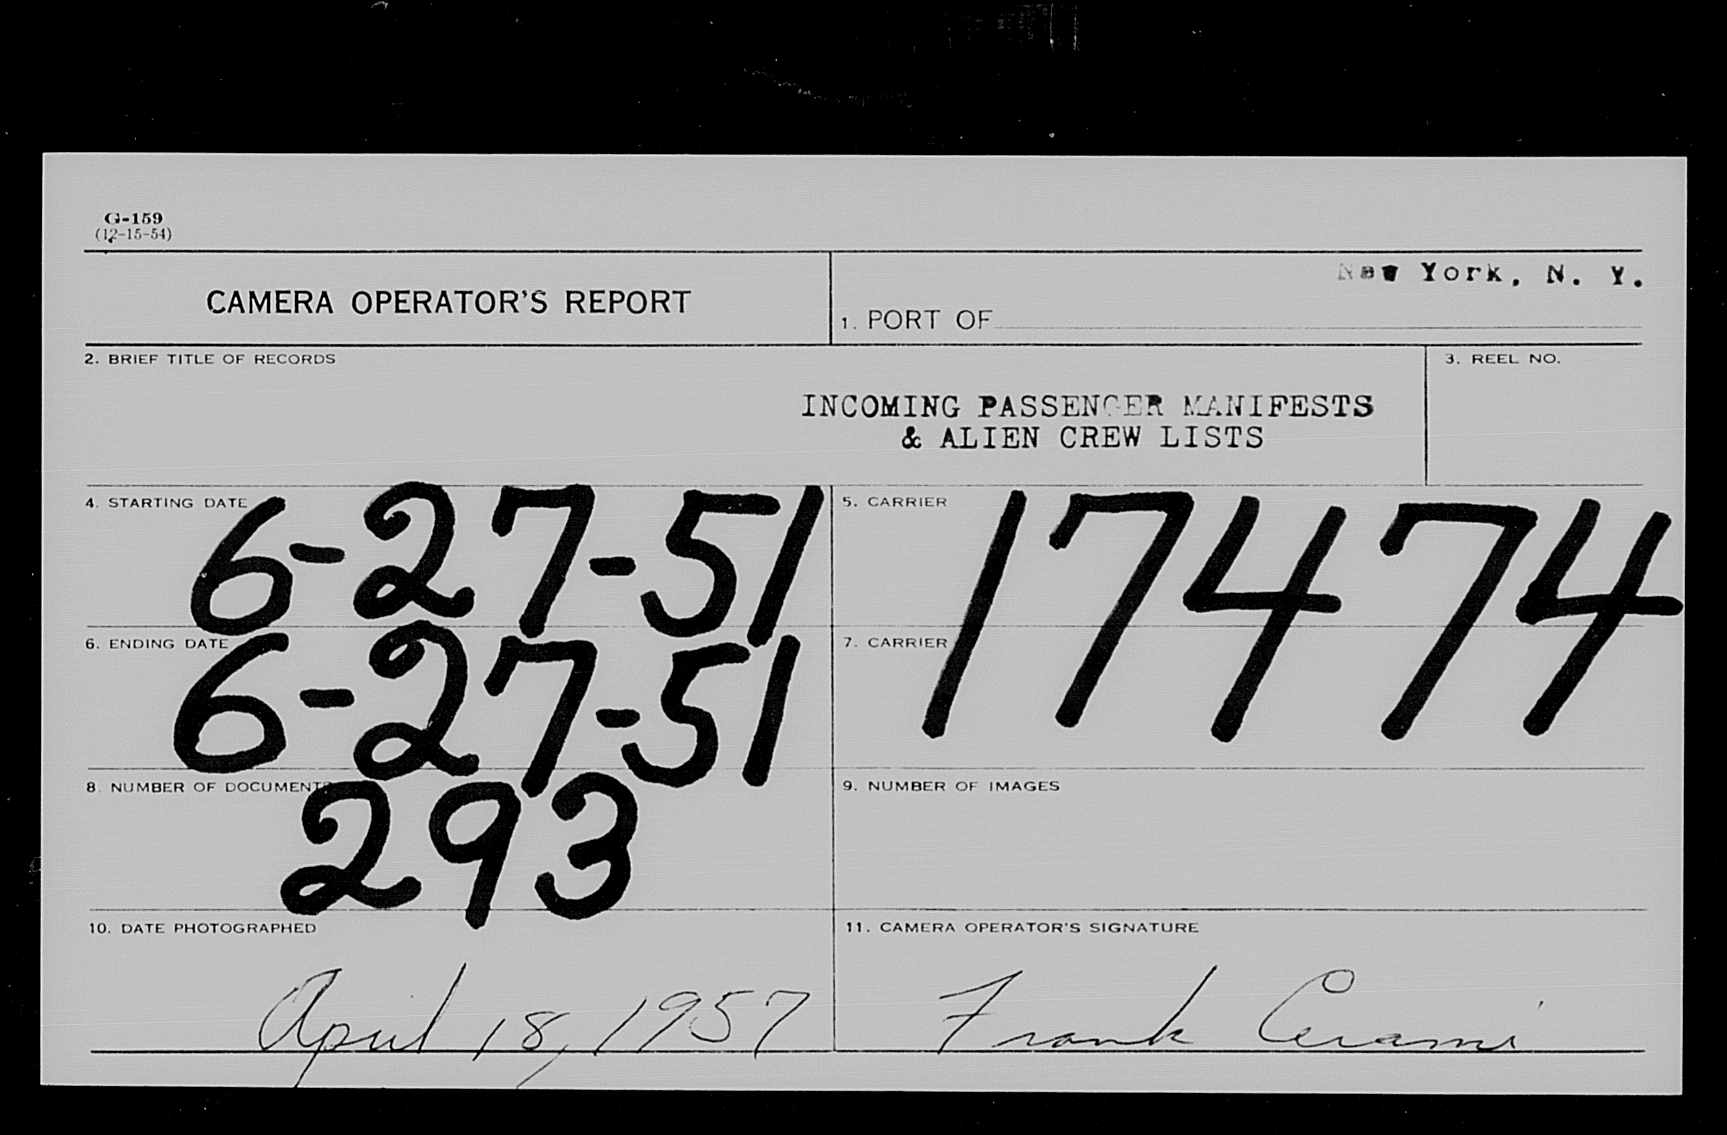 G-159
(12-15-54)
CAMERA OPERATOR'S REPORT
New York, N. Y.
1. PORT OF
2. BRIEF TITLE OF RECORDS
3. REEL NO.
INCOMING PASSENGER MANIFESTS
& ALIEN CREW LISTS
4. STARTING DATE
6-27-51
5. CARRIER
17474
6. ENDING DATE
6-27-51
7. CARRIER
8. NUMBER OF DOCUMENTS
293
9. NUMBER OF IMAGES
10. DATE PHOTOGRAPHED
April 18, 1957
11. CAMERA OPERATOR'S SIGNATURE
Frank Cerami